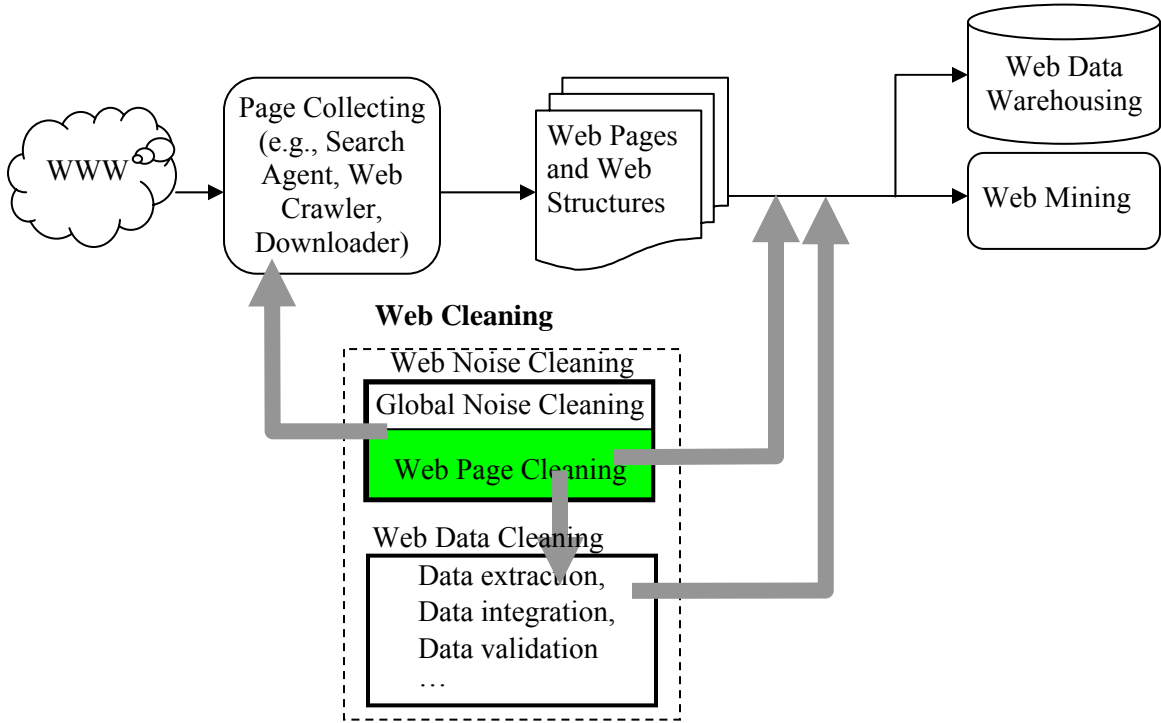 WWW
Page Collecting
(e.g., Search
Agent, Web
Crawler,
Downloader)
Web Pages
and Web
Structures
Web Data
Warehousing
Web Mining
Web Cleaning
Web Noise Cleaning
Global Noise Cleaning
Web Page Cleaning
Web Data Cleaning
Data extraction,
Data integration,
Data validation
…